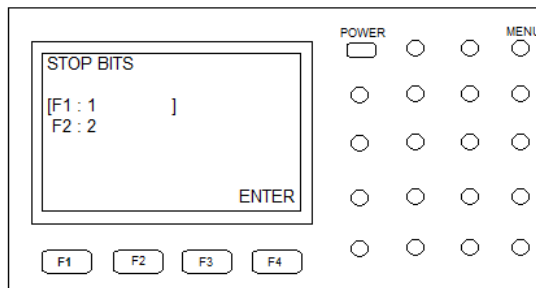 POWER
MENU
STOP BITS
[F1 : 1 ]
F2 : 2
ENTER
F1 F2 F3 F4